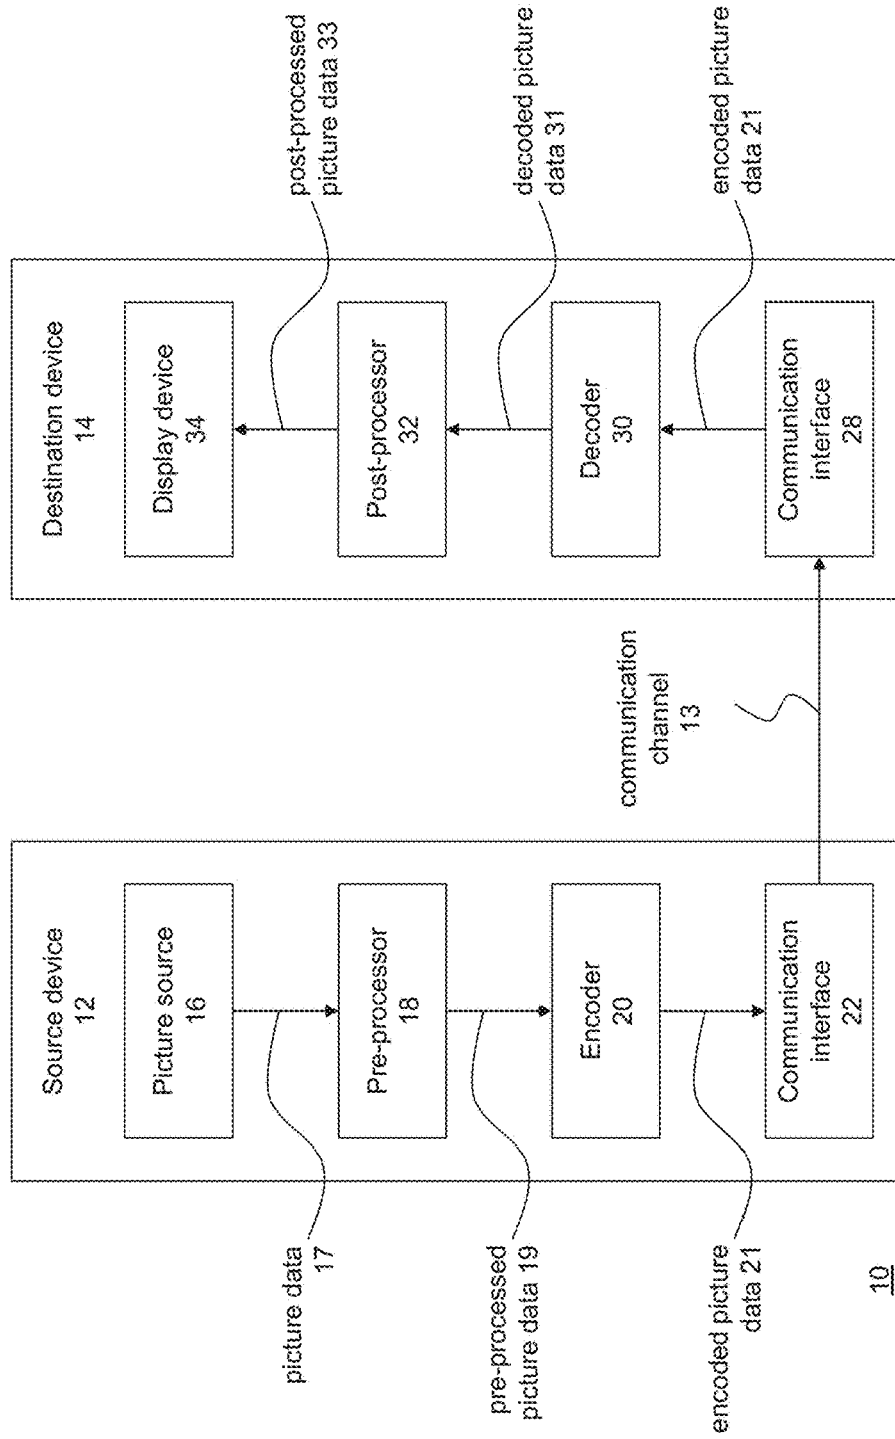 Source device
12
Picture source
16
picture data
17
Pre-processor
18
pre-processed
picture data 19
Encoder
20
encoded picture
data 21
Communication
interface
22
communication
channel
13
Destination device
14
Display device
34
post-processed
picture data 33
Post-processor
32
decoded picture
data 31
Decoder
30
encoded picture
data 21
Communication
interface
28
10